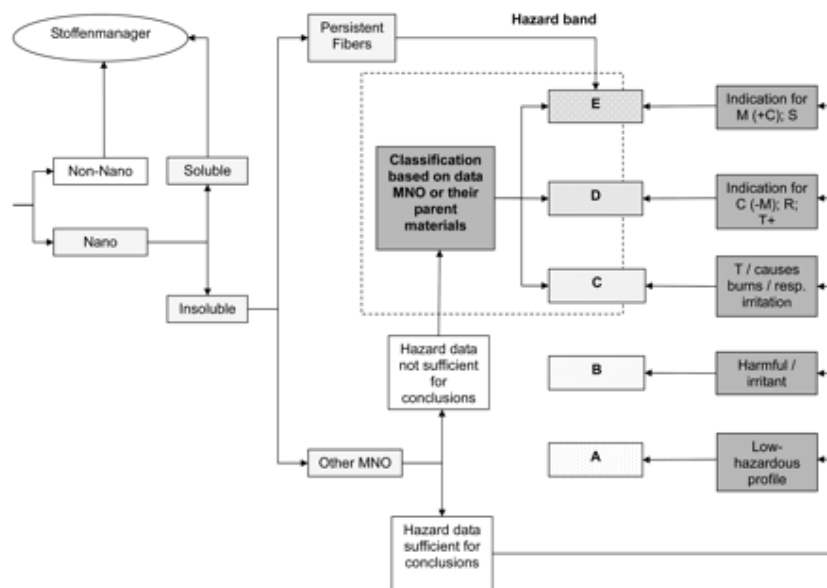 Stoffenmanager
Persistent
Fibers
Hazard band
E
Indication for
M (+C); S
Non-Nano
Soluble
Classification
based on data
MNO or their
parent
materials
D
Indication for
C (-M); R;
T+
Nano
Insoluble
C
T / causes
burns / resp.
irritation
Hazard data
not sufficient
for
conclusions
B
Harmful /
irritant
Other MNO
A
Low-
hazardous
profile
Hazard data
sufficient for
conclusions